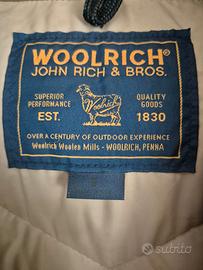 WOOLRICH®
JOHN RICH & BROS.
SUPERIOR PERFORMANCE
QUALITY GOODS
EST.
Woolrich
1830
OVER A CENTURY OF OUTDOOR EXPERIENCE
Woolrich Woolen Mills - WOOLRICH, PENNA
subito